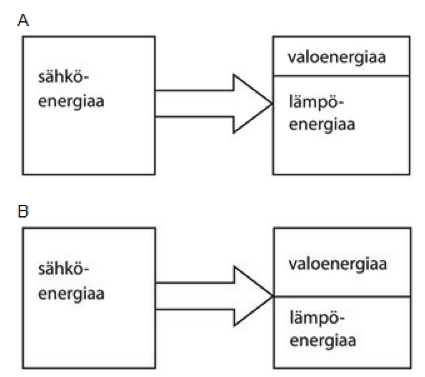 A
sähkö-
energiaa
valoenergiaa
lämpö-
energiaa
B
sähkö-
energiaa
valoenergiaa
lämpö-
energiaa